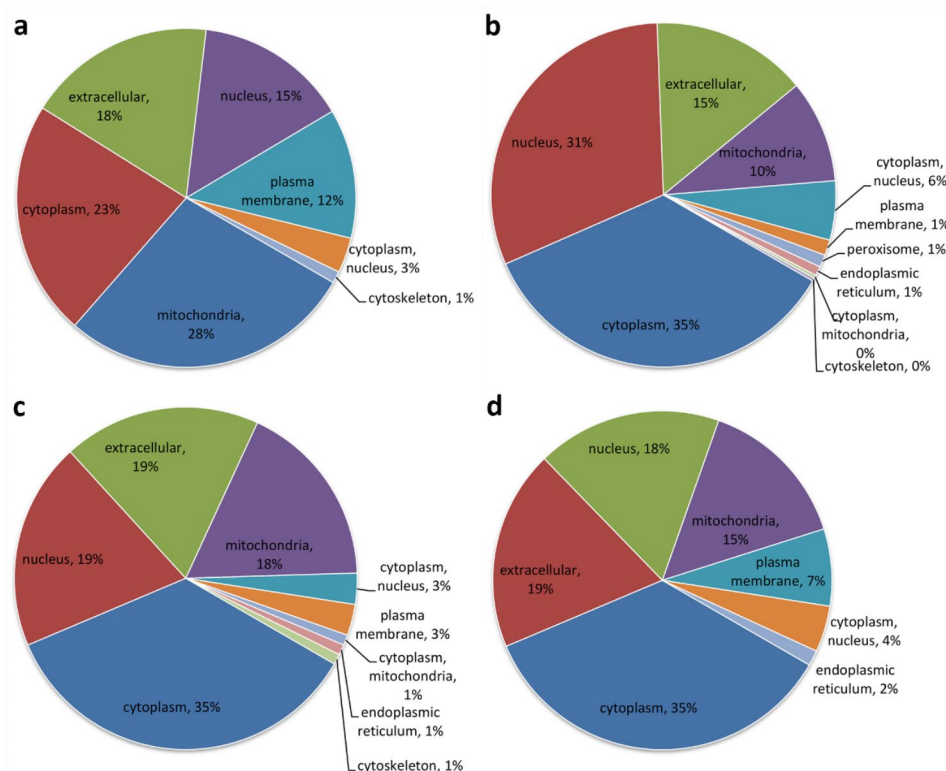 a
extracellular,
18%
nucleus, 15%
cytoplasm, 23%
plasma
membrane, 12%
cytoplasm,
nucleus, 3%
cytoskeleton, 1%
mitochondria
28%
b
extracellular
15%
nucleus, 31%
mitochondria,
10%
cytoplasm,
nucleus, 6%
plasma
membrane, 1%
peroxisome, 1%
endoplasmic
reticulum, 1%
cytoplasm,
mitochondria,
0%
cytoskeleton, 0%
cytoplasm, 35%
c
extracellular,
19%
nucleus, 19%
mitochondria,
18%
cytoplasm,
nucleus, 3%
plasma
membrane, 3%
cytoplasm,
mitochondria,
1%
endoplasmic
reticulum, 1%
cytoskeleton, 1%
cytoplasm, 35%
d
nucleus, 18%
mitochondria,
15%
extracellular,
19%
plasma
membrane, 7%
cytoplasm,
nucleus, 4%
endoplasmic
reticulum, 2%
cytoplasm, 35%